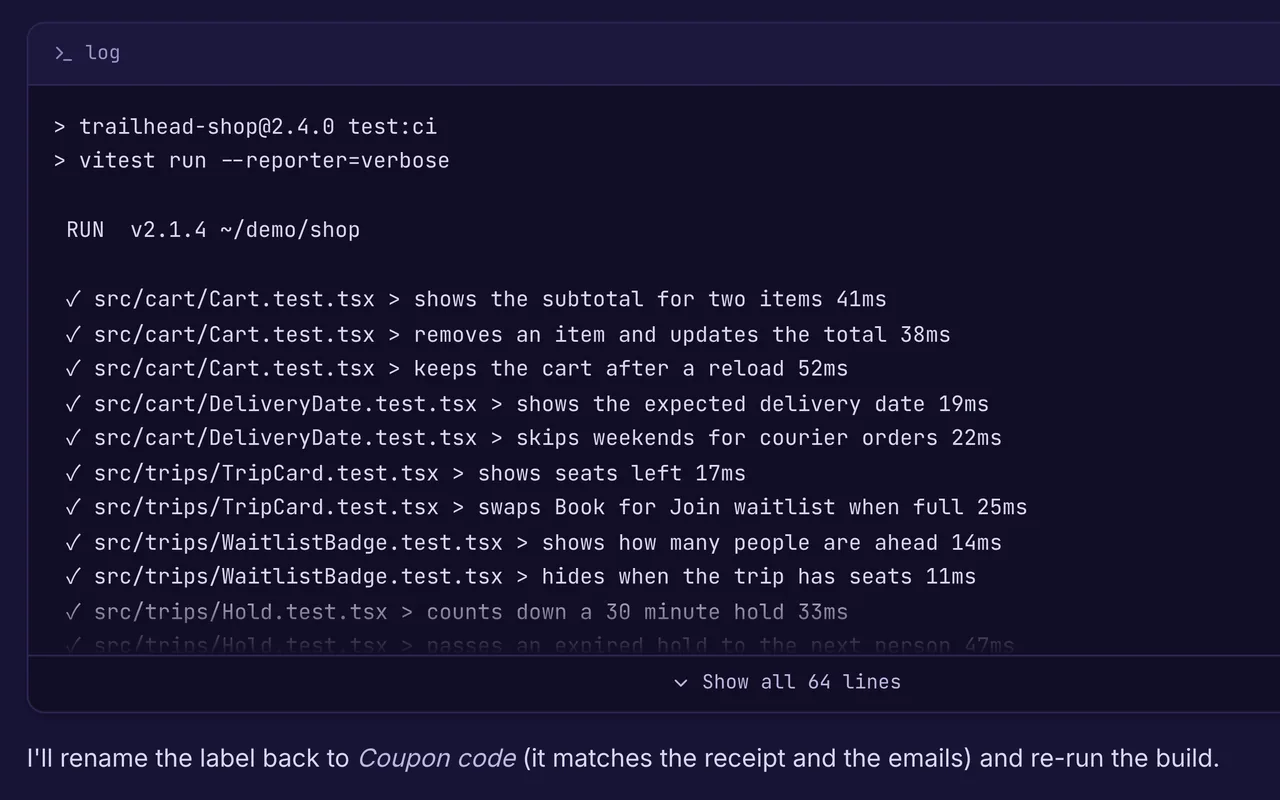 >_ log
> trailhead-shop@2.4.0 test:ci
> vitest run --reporter=verbose
RUN  v2.1.4 ~/demo/shop
✓ src/cart/Cart.test.tsx > shows the subtotal for two items 41ms
✓ src/cart/Cart.test.tsx > removes an item and updates the total 38ms
✓ src/cart/Cart.test.tsx > keeps the cart after a reload 52ms
✓ src/cart/DeliveryDate.test.tsx > shows the expected delivery date 19ms
✓ src/cart/DeliveryDate.test.tsx > skips weekends for courier orders 22ms
✓ src/trips/TripCard.test.tsx > shows seats left 17ms
✓ src/trips/TripCard.test.tsx > swaps Book for Join waitlist when full 25ms
✓ src/trips/WaitlistBadge.test.tsx > shows how many people are ahead 14ms
✓ src/trips/WaitlistBadge.test.tsx > hides when the trip has seats 11ms
✓ src/trips/Hold.test.tsx > counts down a 30 minute hold 33ms
✓ src/trips/Hold.test.tsx > passes an expired hold to the next person 47ms
Show all 64 lines
I'll rename the label back to Coupon code (it matches the receipt and the emails) and re-run the build.